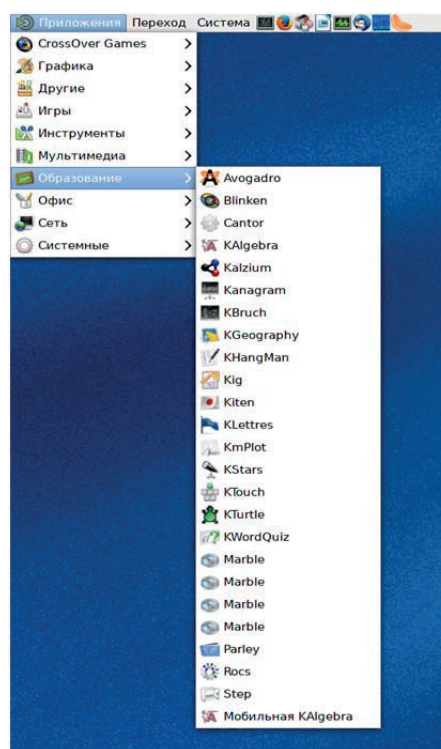 Приложения Переход Система
CrossOver Games
Графика
Другие
Игры
Инструменты
Мультимедиа
Образование
Офис
Сеть
Системные
Avogadro
Blinken
Cantor
KAlgebra
Kalzium
Kanagram
KBruch
KGeography
KHangMan
Kig
Kiten
KLettres
KmPlot
KStars
KTouch
KTurtle
KWordQuiz
Marble
Marble
Marble
Marble
Parley
Rocs
Step
Мобильная KAlgebra